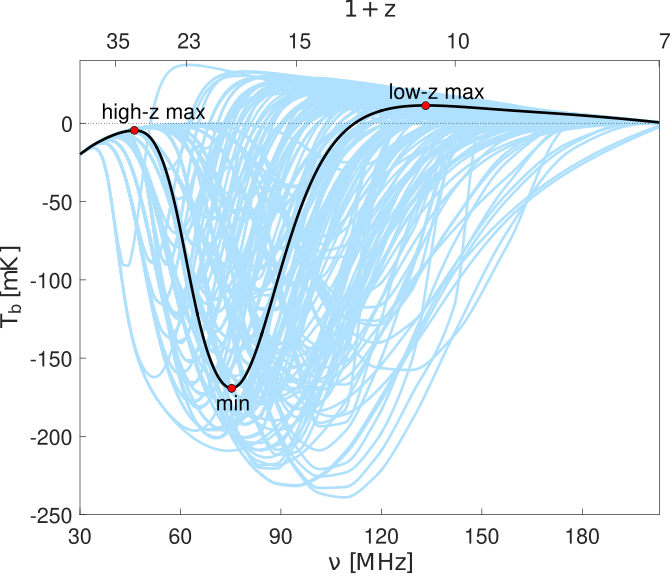 1 + z
35 23 15 10 7
low-z max
high-z max
0
-50
-100
T_b [mK]
-150
min
-200
-250
30 60 90 120 150 180
ν [MHz]